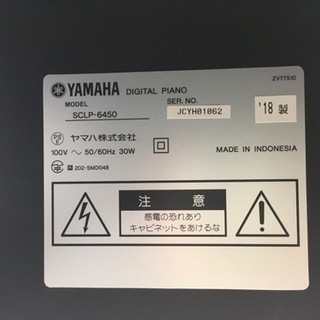 ZV77510
YAMAHA DIGITAL PIANO
MODEL SCLP-6450
SER. NO. JCYH01062
'18 製
PSE
ヤマハ株式会社
100V ～ 50/60Hz 30W
MADE IN INDONESIA
R 202-SMD048
注 意
感電の恐れあり
キャビネットをあけるな